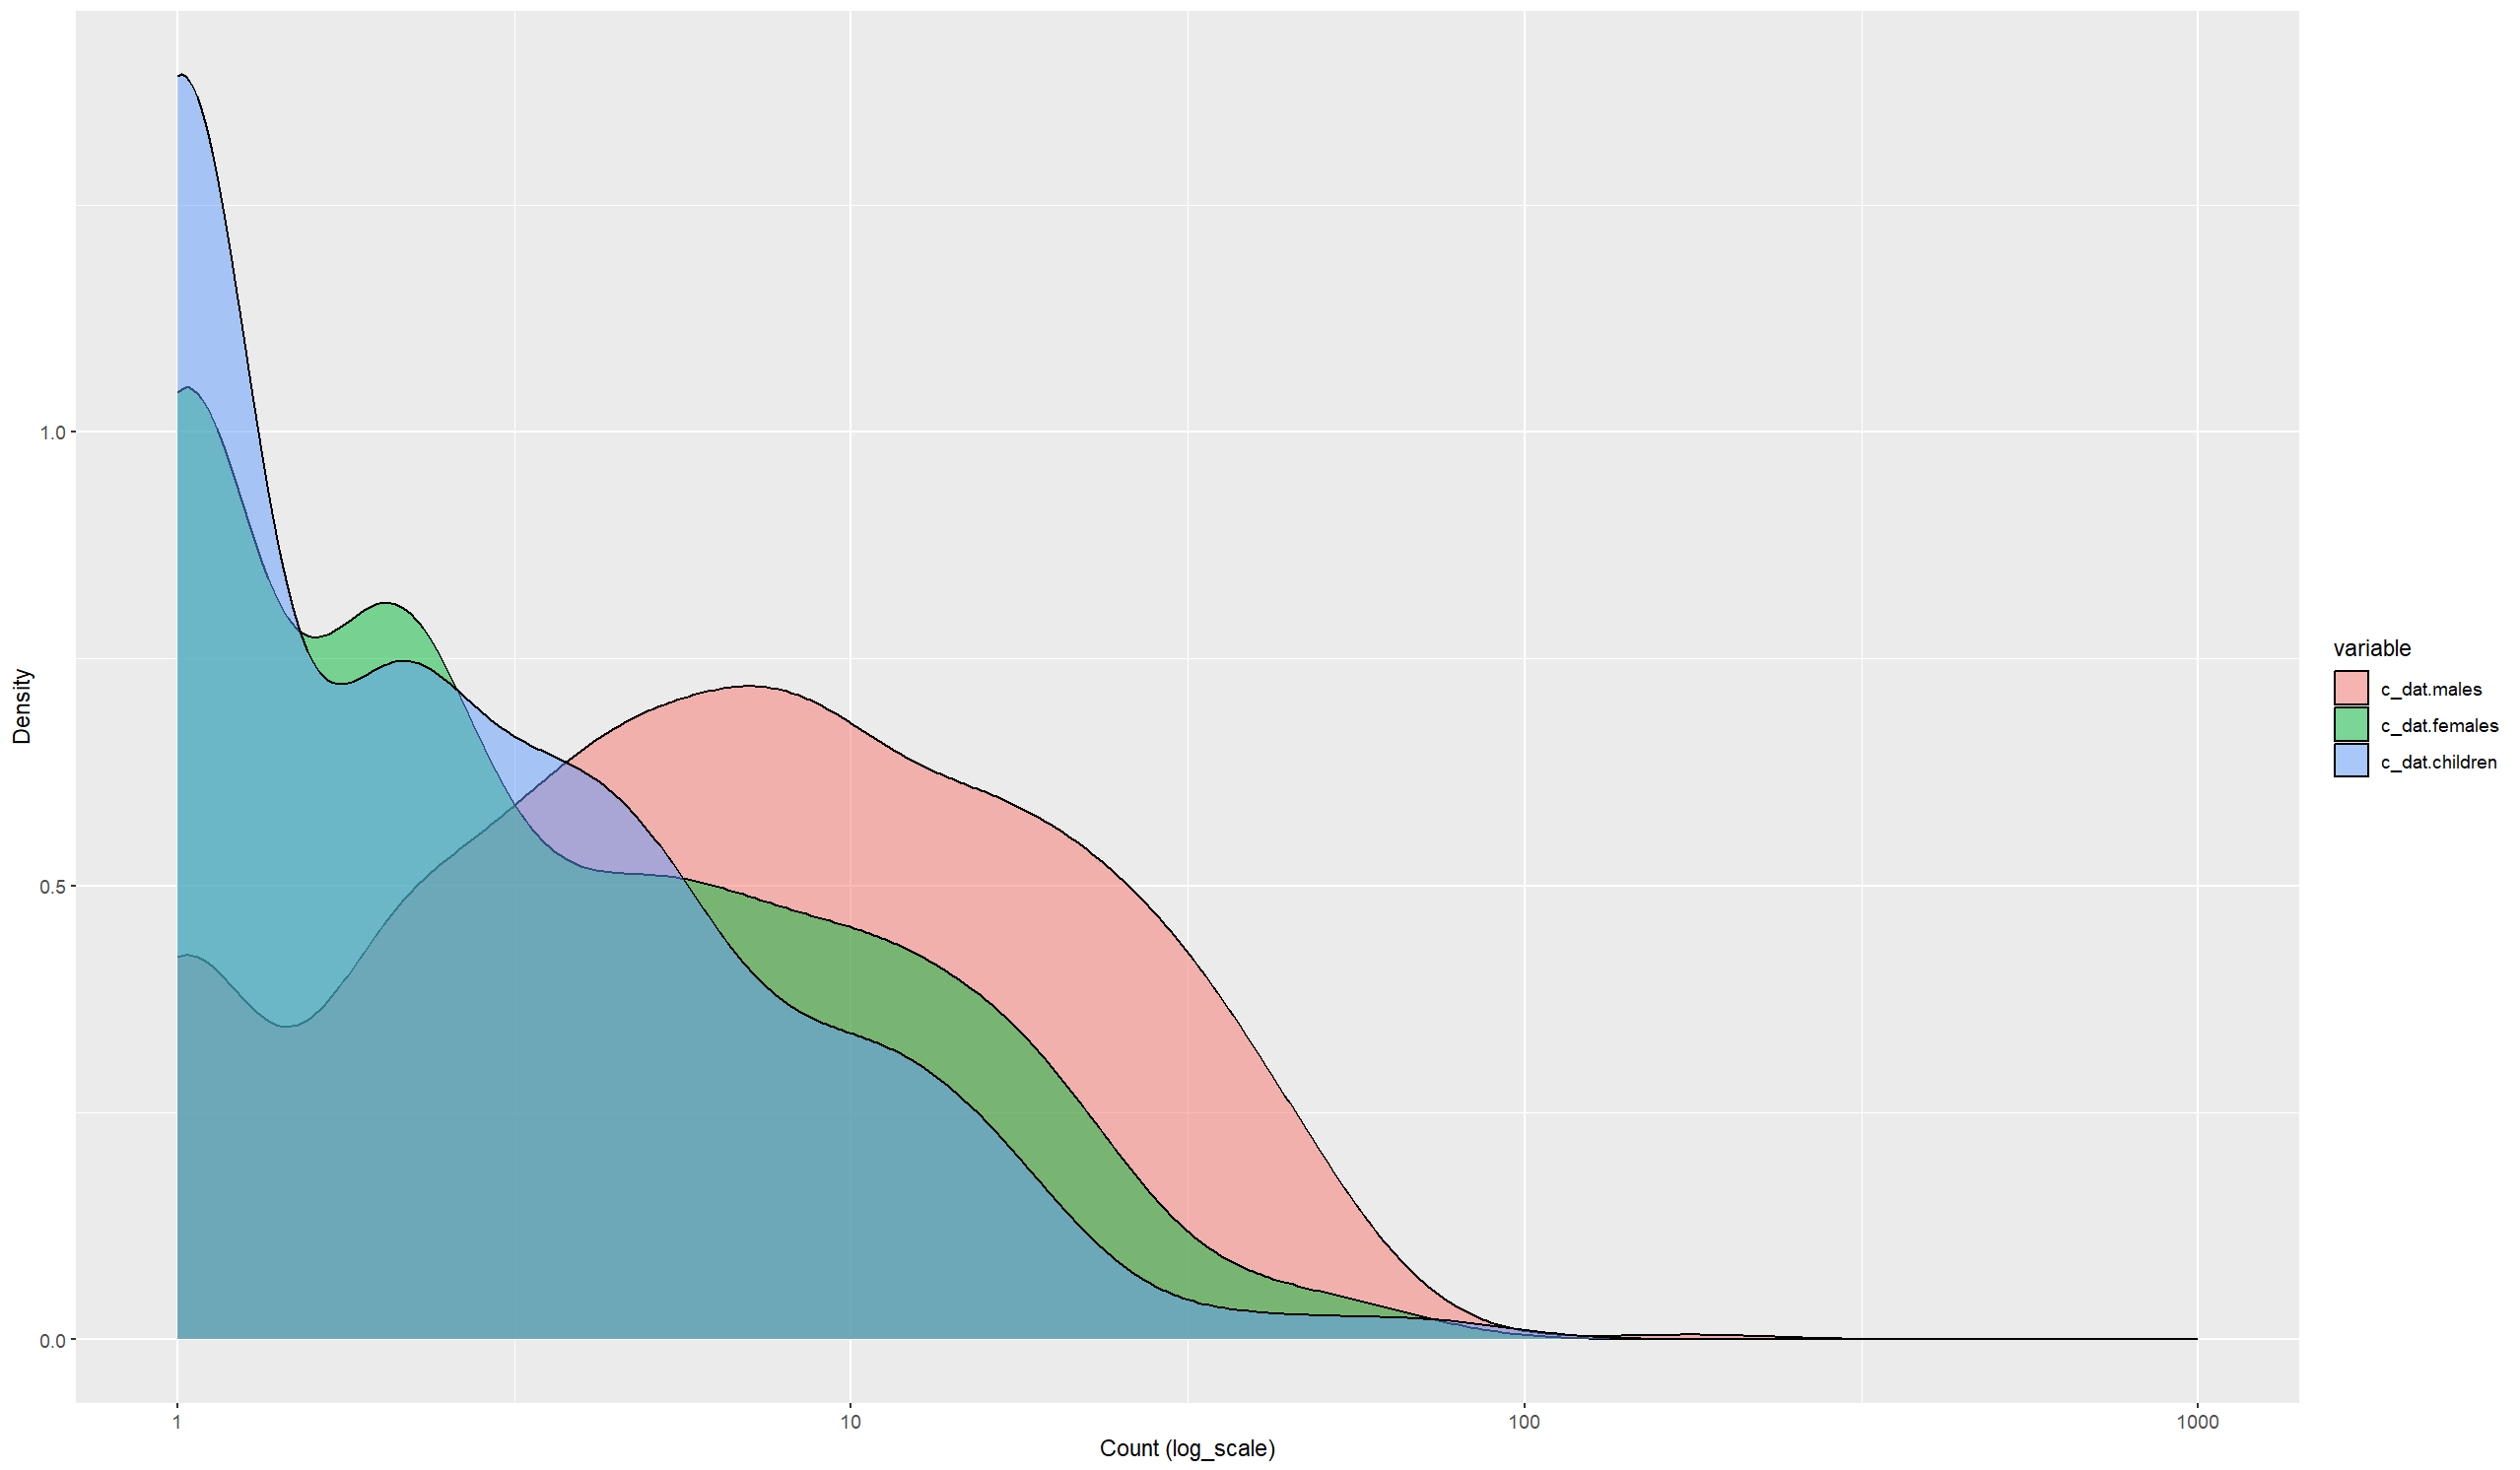 Density
1.0
0.5
0.0
1
10
100
1000
Count (log_scale)
variable
c_dat.males
c_dat.females
c_dat.children